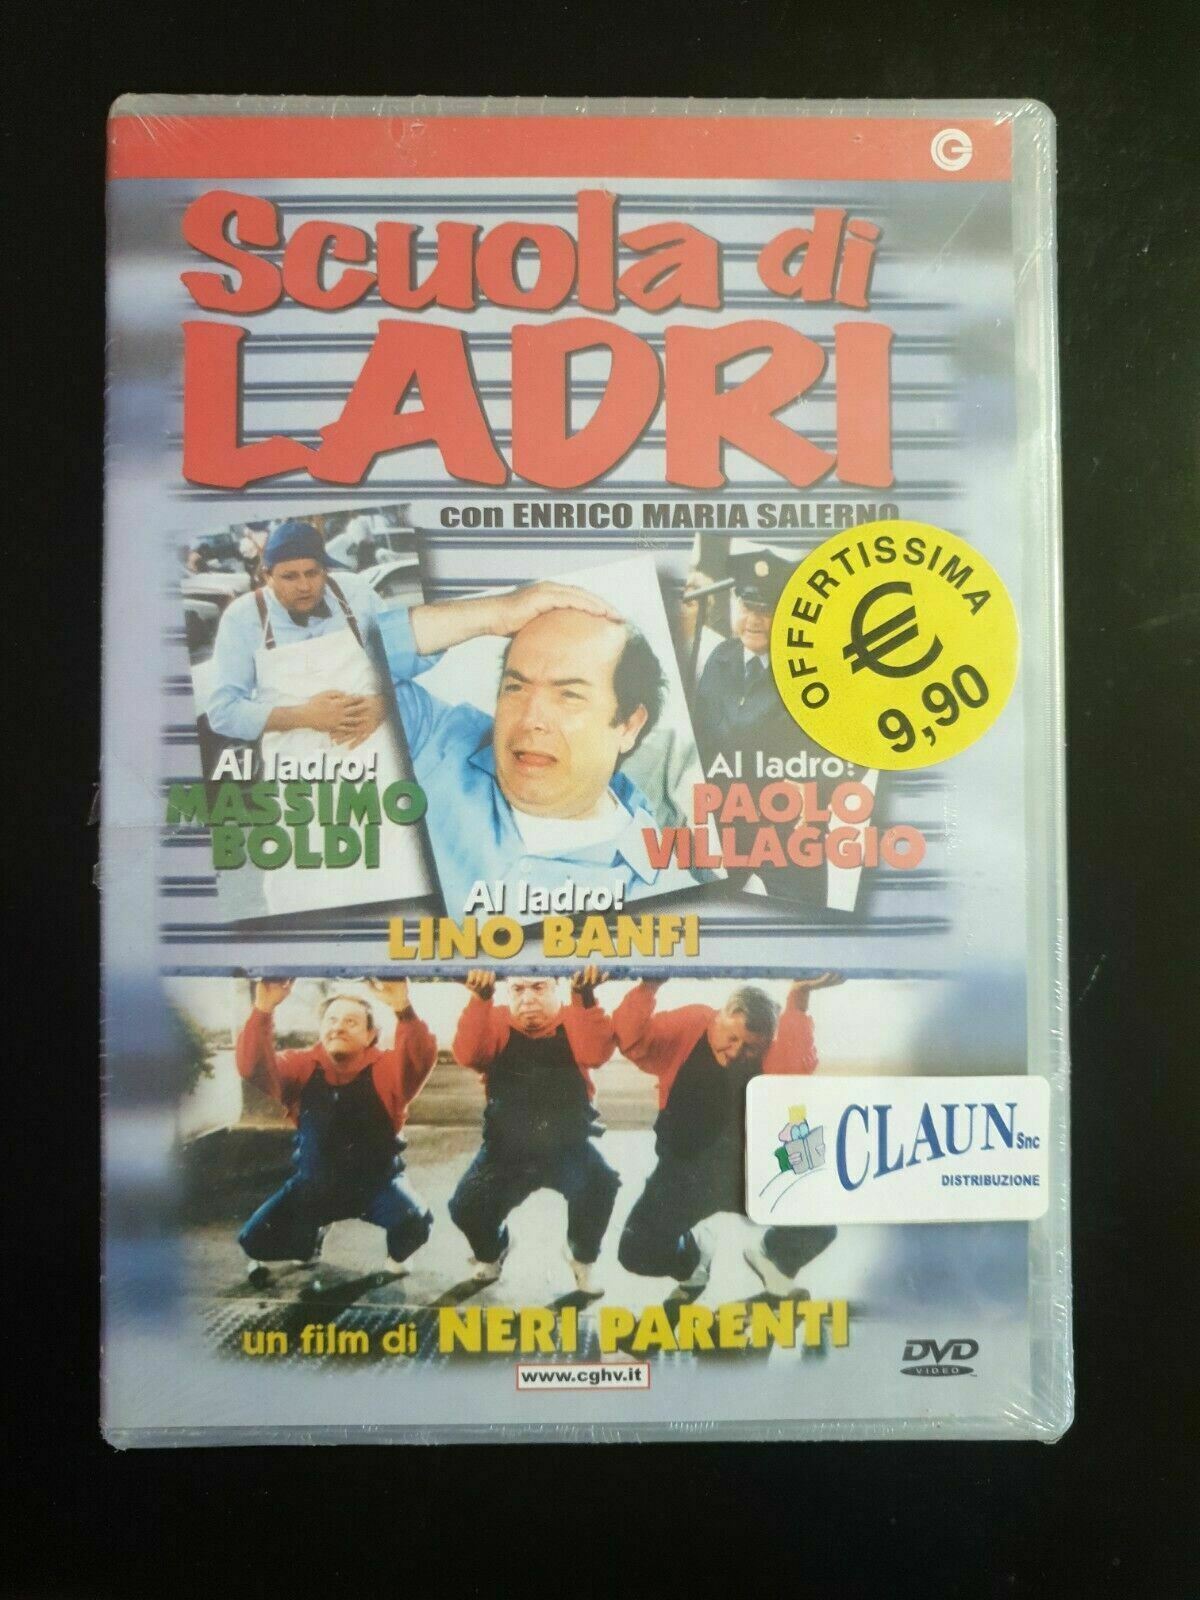 Scuola di
LADRI
con ENRICO MARIA SALERNO
OFFERTISSIMA
€
9,90
Al ladro!
MASSIMO
BOLDI
Al ladro!
PAOLO
VILLAGGIO
Al ladro!
LINO BANFI
CLAUN Snc
DISTRIBUZIONE
un film di NERI PARENTI
www.cghv.it
DVD
VIDEO